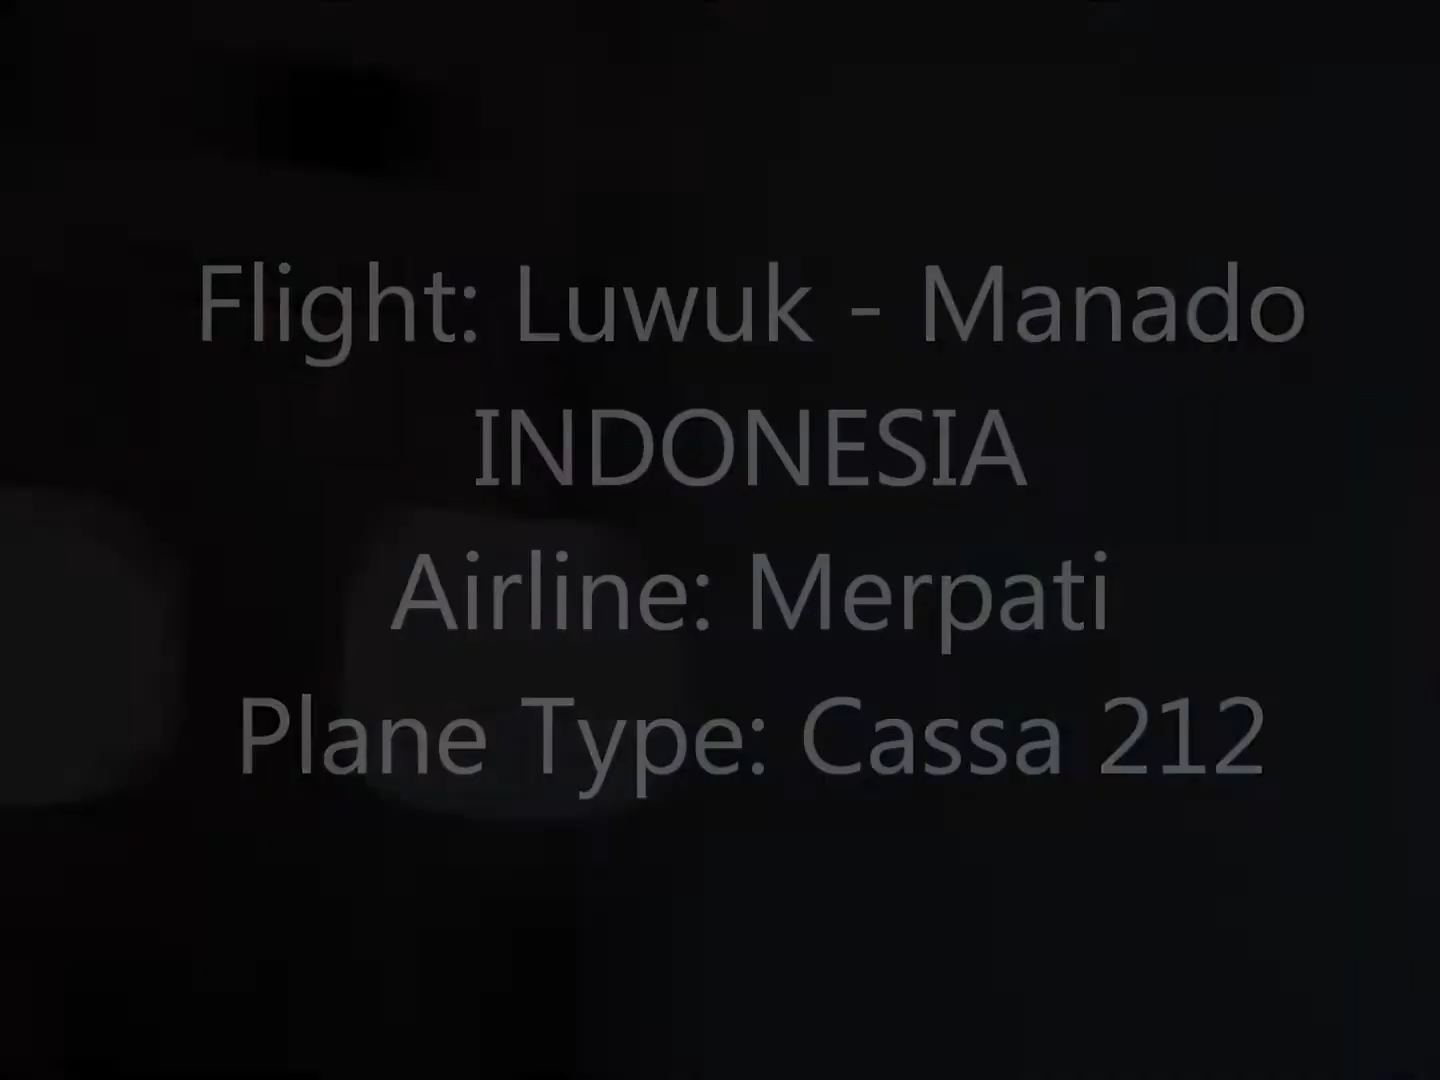 Flight: Luwuk - Manado
INDONESIA
Airline: Merpati
Plane Type: Cassa 212